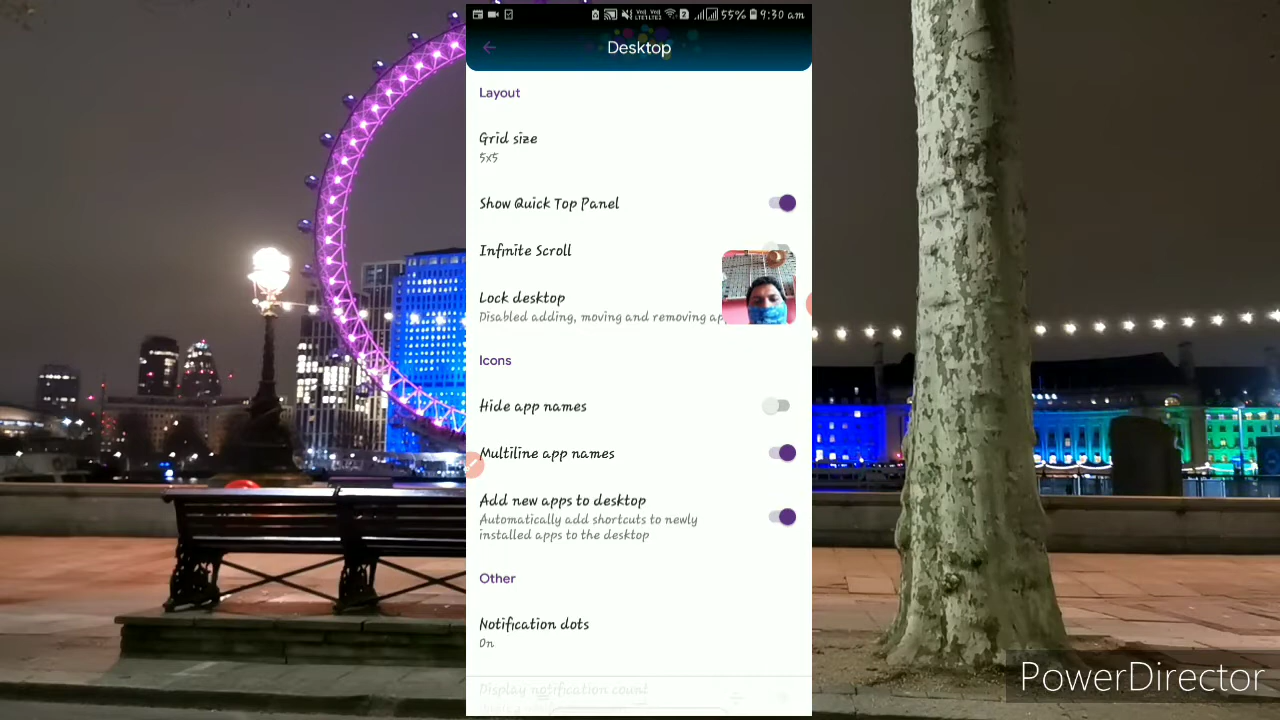 55% 9:30 am
Desktop
Layout
Grid size
5x5
Show Quick Top Panel
Infinite Scroll
Lock desktop
Disabled adding, moving and removing
Icons
Hide app names
Multiline app names
Add new apps to desktop
Automatically add shortcuts to newly
installed apps to the desktop
Other
Notification dots
On
Display notification count
PowerDirector